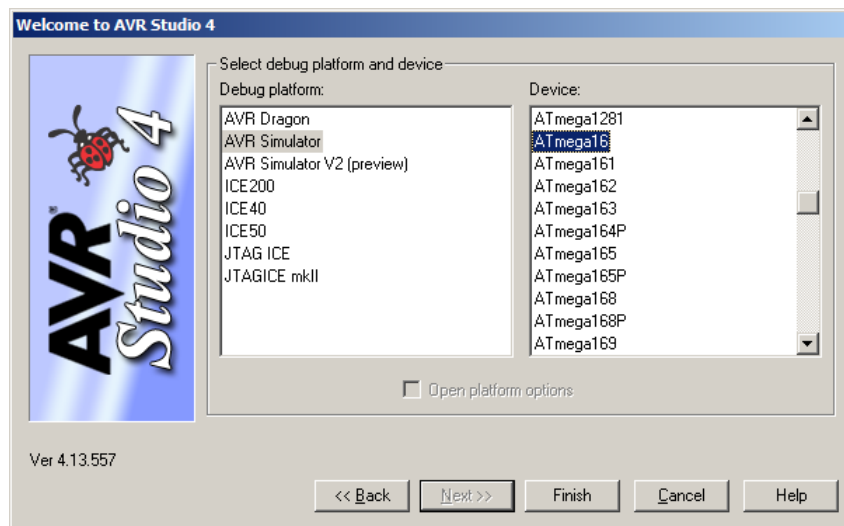 Welcome to AVR Studio 4
AVR Studio 4
Select debug platform and device
Debug platform:
AVR Dragon
AVR Simulator
AVR Simulator V2 (preview)
ICE200
ICE40
ICE50
JTAG ICE
JTAGICE mkII
Device:
ATmega1281
ATmega16
ATmega161
ATmega162
ATmega163
ATmega164P
ATmega165
ATmega165P
ATmega168
ATmega168P
ATmega169
Open platform options
Ver 4.13.557
<< Back Next >> Finish Cancel Help